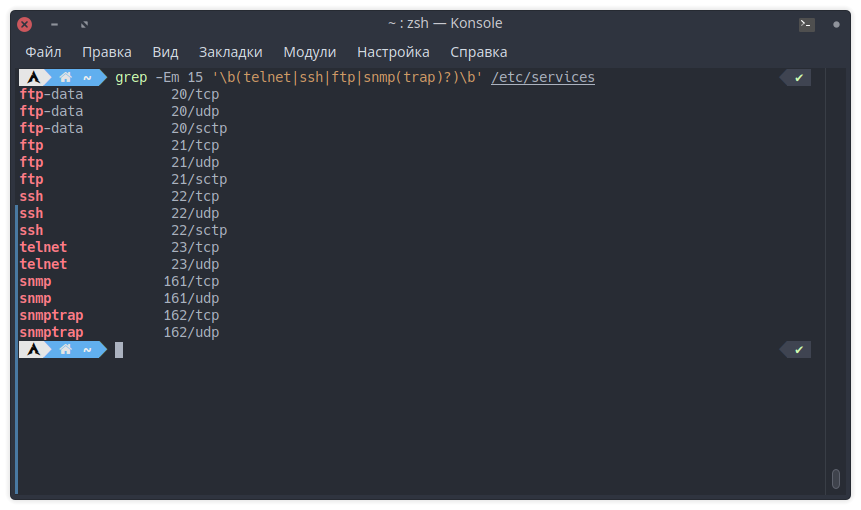 ~ : zsh — Konsole
Файл Правка Вид Закладки Модули Настройка Справка
~ grep -Em 15 '\b(telnet|ssh|ftp|snmp(trap)?)\b' /etc/services ✔
ftp-data 20/tcp
ftp-data 20/udp
ftp-data 20/sctp
ftp 21/tcp
ftp 21/udp
ftp 21/sctp
ssh 22/tcp
ssh 22/udp
ssh 22/sctp
telnet 23/tcp
telnet 23/udp
snmp 161/tcp
snmp 161/udp
snmptrap 162/tcp
snmptrap 162/udp
~ ✔